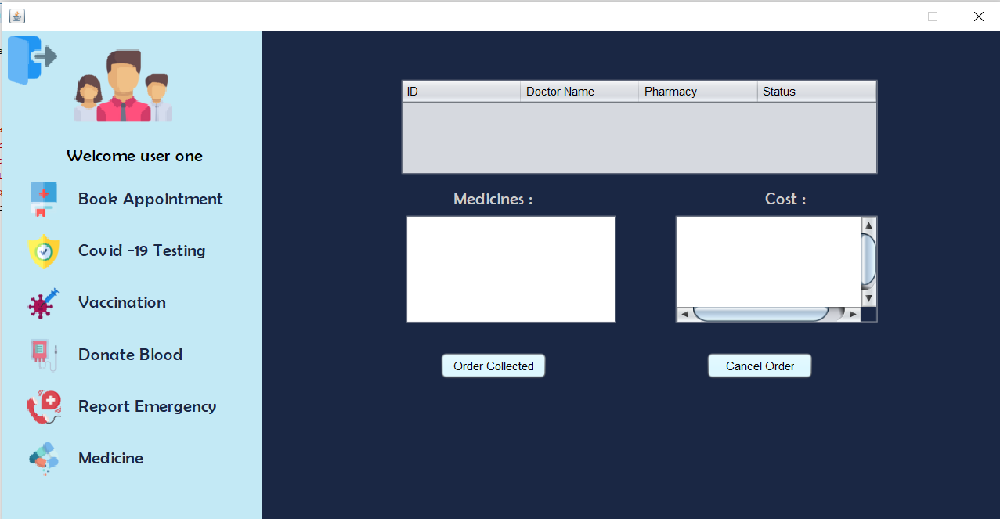 Welcome user one
Book Appointment
Covid -19 Testing
Vaccination
Donate Blood
Report Emergency
Medicine
ID Doctor Name Pharmacy Status
Medicines : Cost :
Order Collected Cancel Order